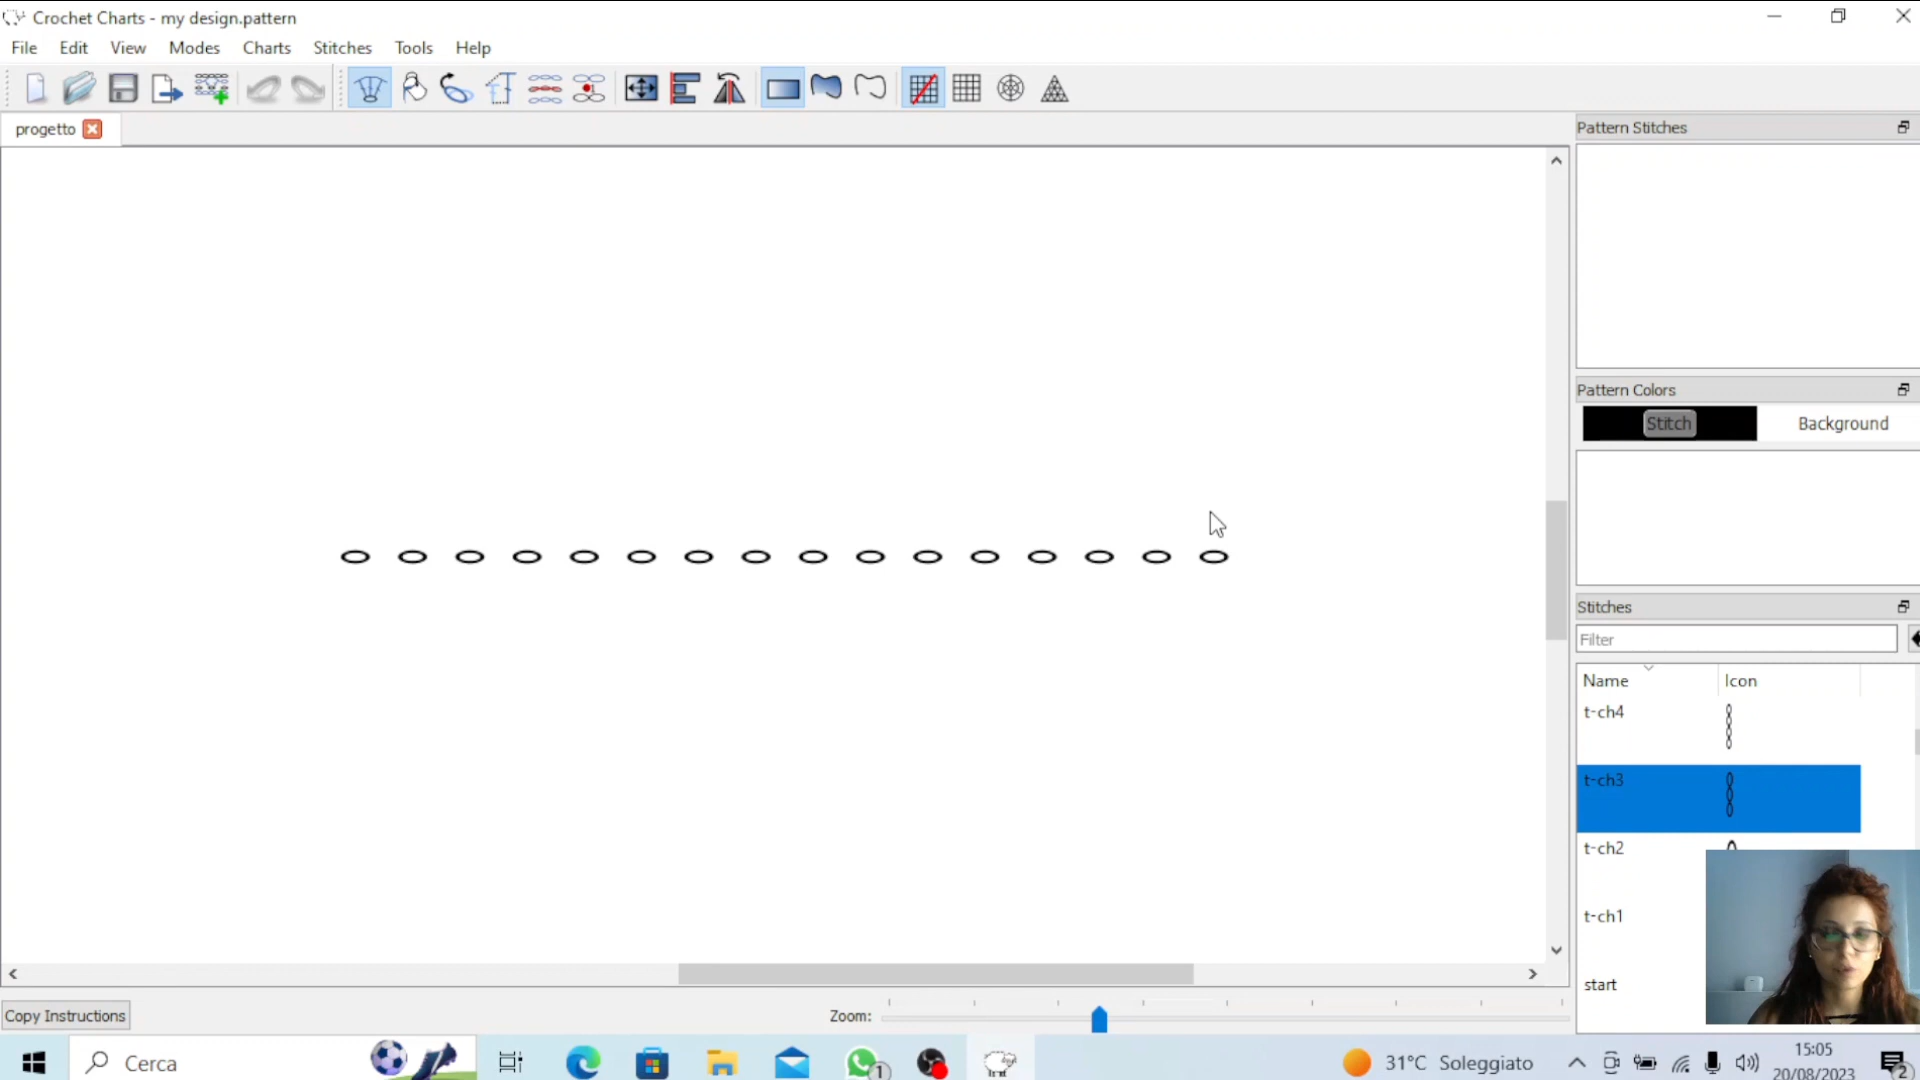 Crochet Charts - my design.pattern
File Edit View Modes Charts Stitches Tools Help
progetto
Pattern Stitches
Pattern Colors
Stitch Background
Stitches
Filter
Name Icon
t-ch4
t-ch3
t-ch2
t-ch1
start
Copy Instructions
Zoom:
Cerca
1
31°C Soleggiato
15:05
20/08/2023
2